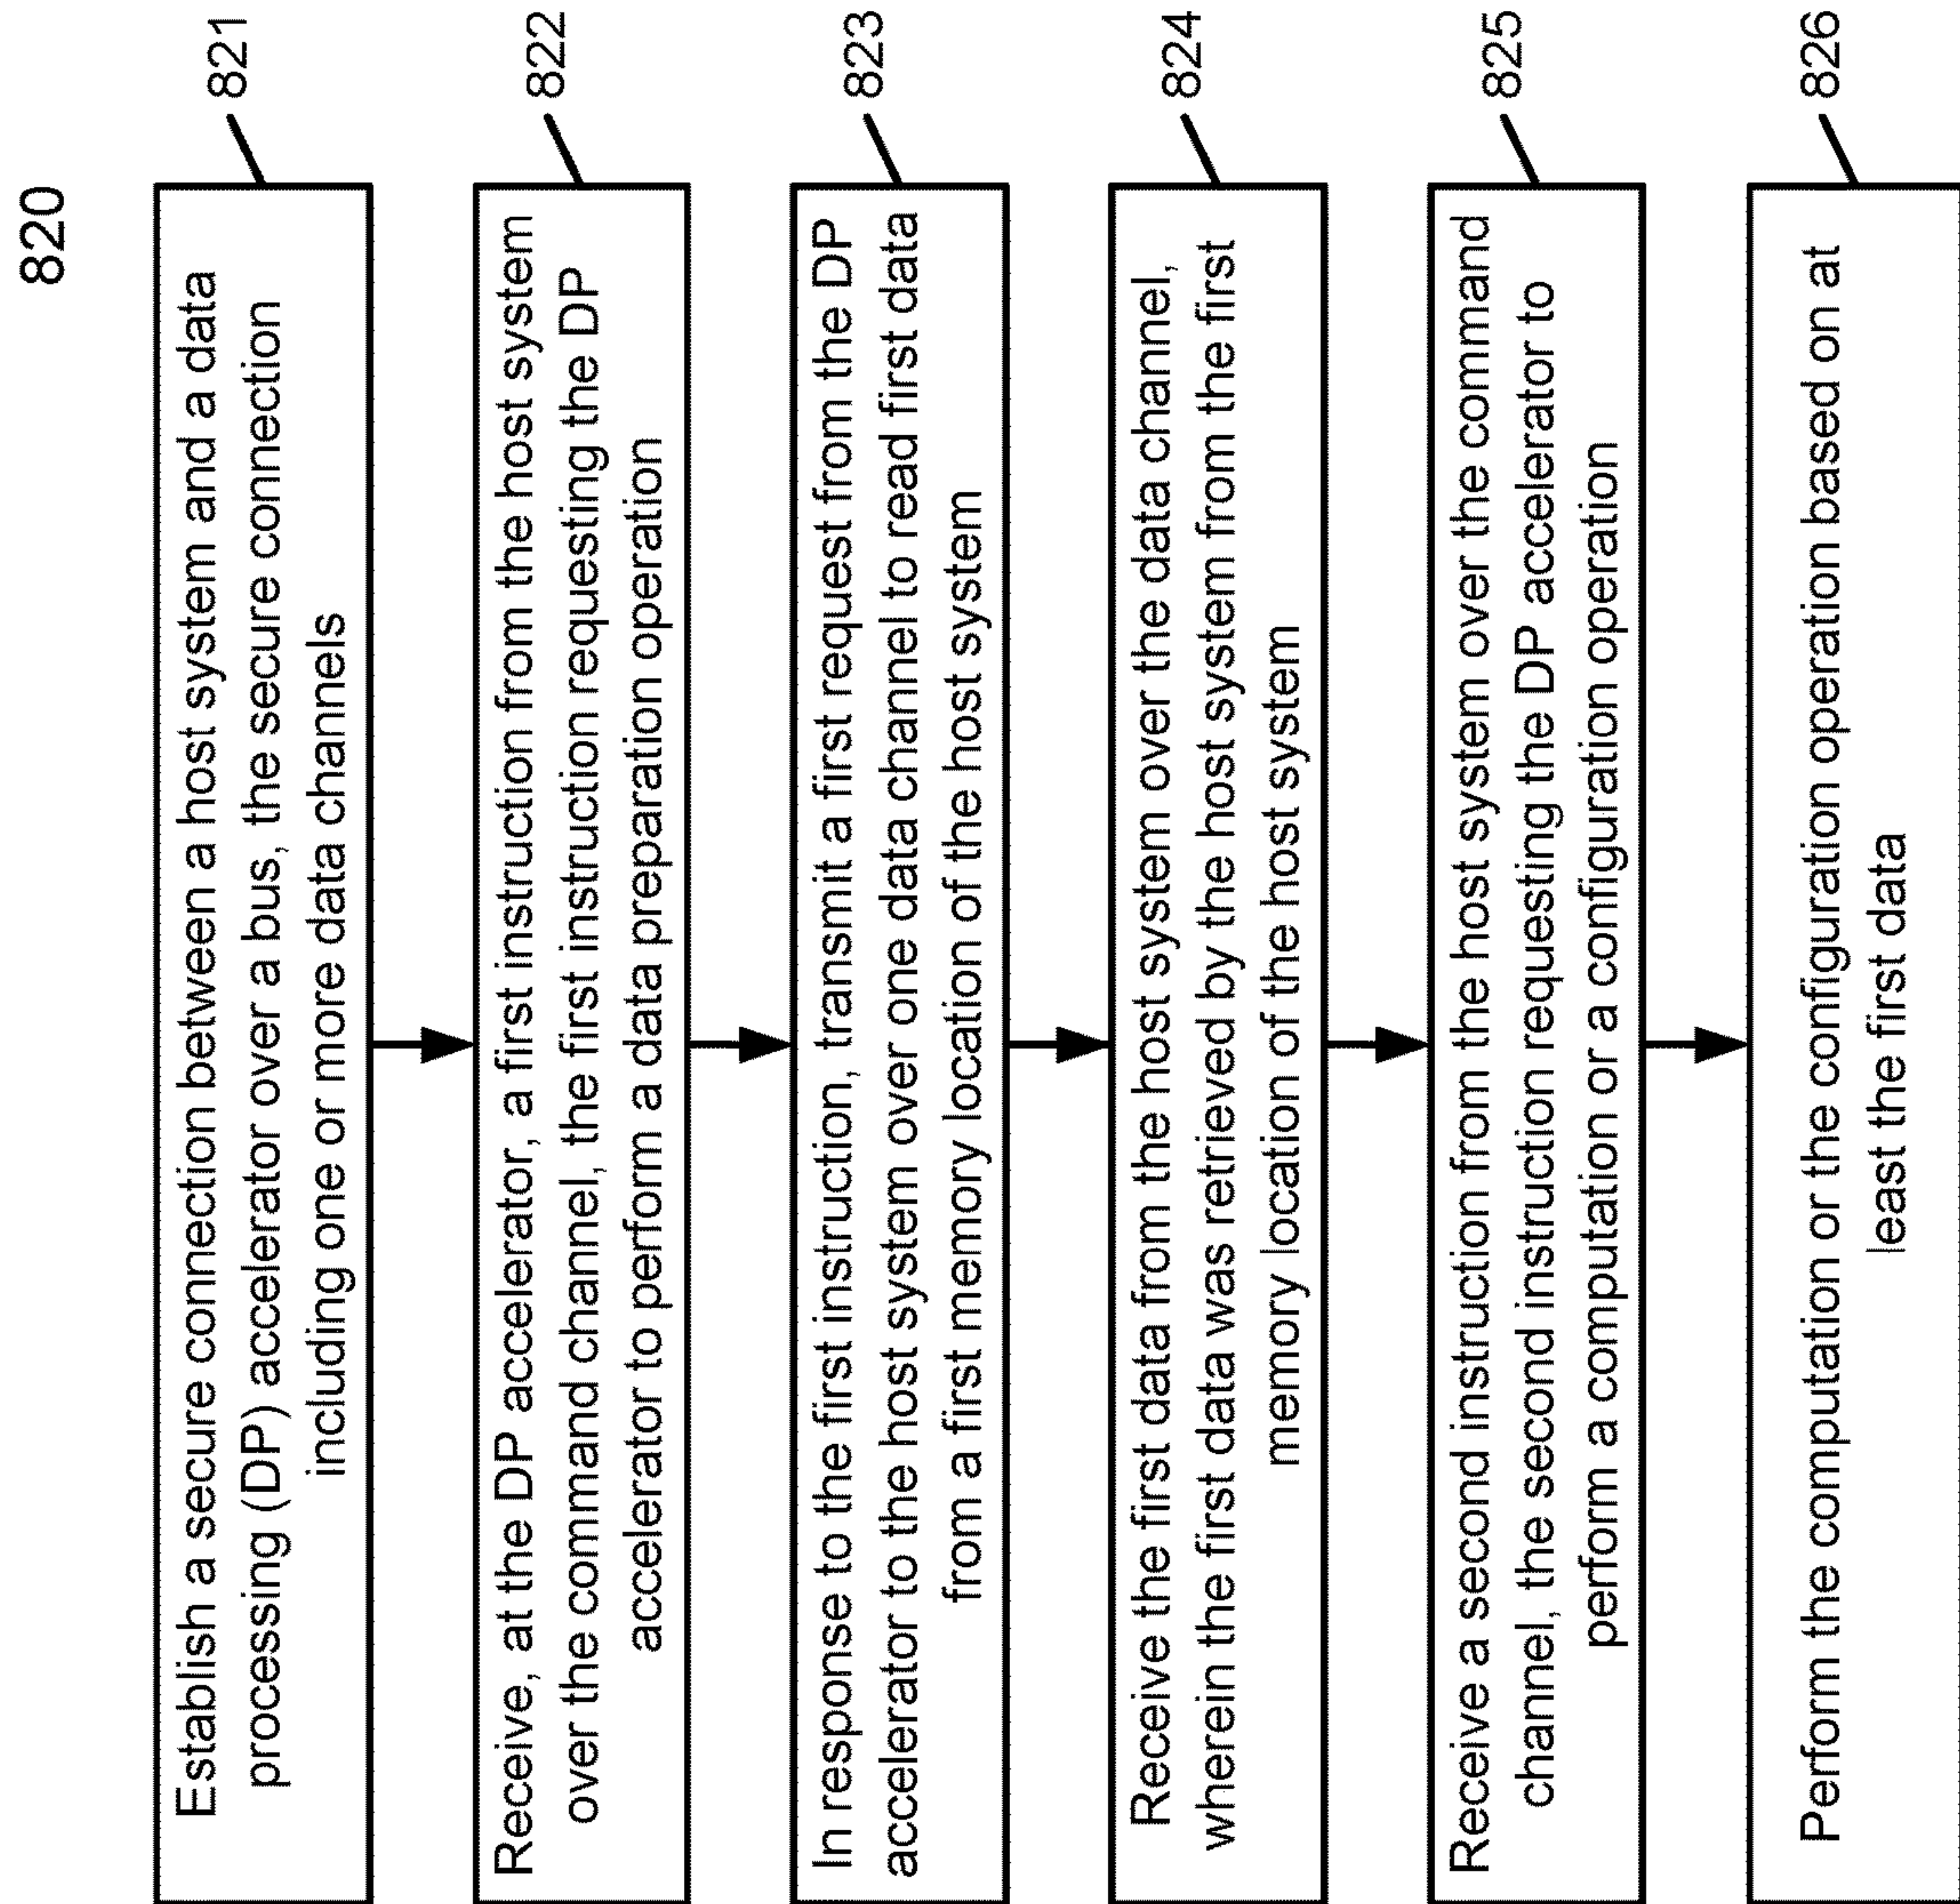 820
Establish a secure connection between a host system and a data
processing (DP) accelerator over a bus, the secure connection
including one or more data channels
821
Receive, at the DP accelerator, a first instruction from the host system
over the command channel, the first instruction requesting the DP
accelerator to perform a data preparation operation
822
In response to the first instruction, transmit a first request from the DP
accelerator to the host system over one data channel to read first data
from a first memory location of the host system
823
Receive the first data from the host system over the data channel,
wherein the first data was retrieved by the host system from the first
memory location of the host system
824
Receive a second instruction from the host system over the command
channel, the second instruction requesting the DP accelerator to
perform a computation or a configuration operation
825
Perform the computation or the configuration operation based on at
least the first data
826